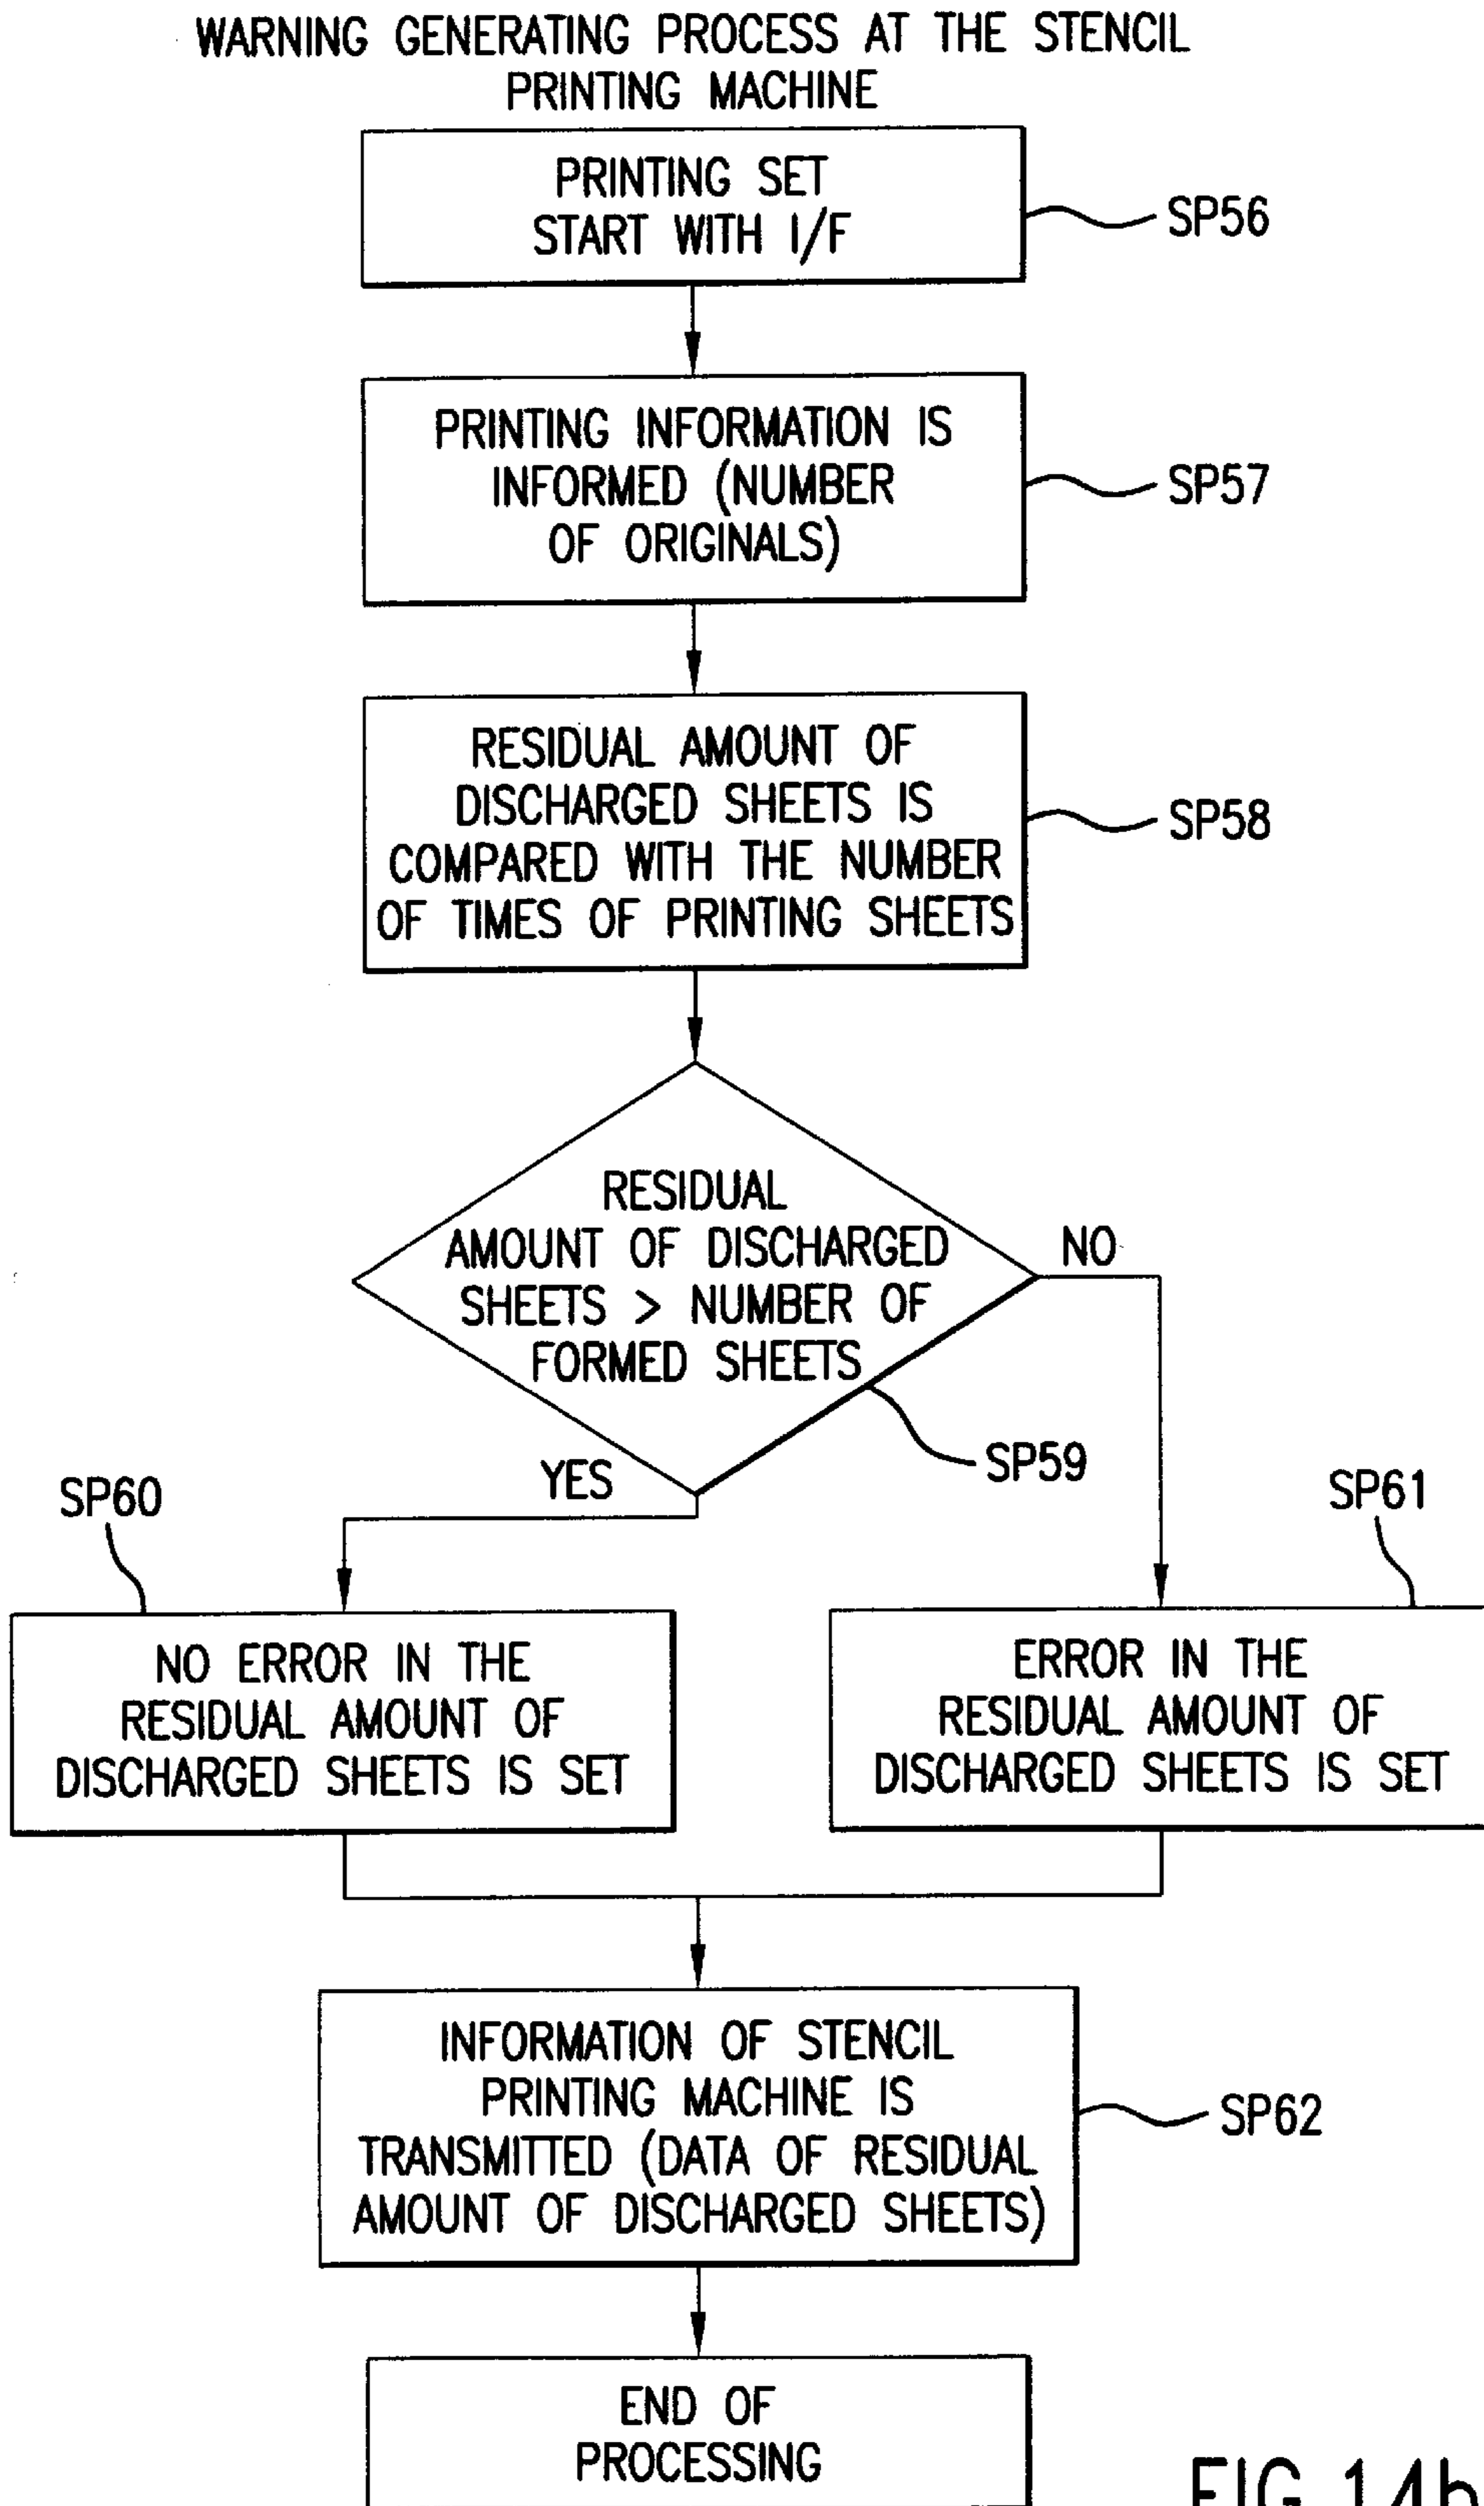 WARNING GENERATING PROCESS AT THE STENCIL
PRINTING MACHINE
PRINTING SET
START WITH I/F
SP56
PRINTING INFORMATION IS
INFORMED (NUMBER
OF ORIGINALS)
SP57
RESIDUAL AMOUNT OF
DISCHARGED SHEETS IS
COMPARED WITH THE NUMBER
OF TIMES OF PRINTING SHEETS
SP58
RESIDUAL
AMOUNT OF DISCHARGED
SHEETS > NUMBER OF
FORMED SHEETS
NO
SP59
YES
SP60
SP61
NO ERROR IN THE
RESIDUAL AMOUNT OF
DISCHARGED SHEETS IS SET
ERROR IN THE
RESIDUAL AMOUNT OF
DISCHARGED SHEETS IS SET
INFORMATION OF STENCIL
PRINTING MACHINE IS
TRANSMITTED (DATA OF RESIDUAL
AMOUNT OF DISCHARGED SHEETS)
SP62
END OF
PROCESSING
FIG.14b